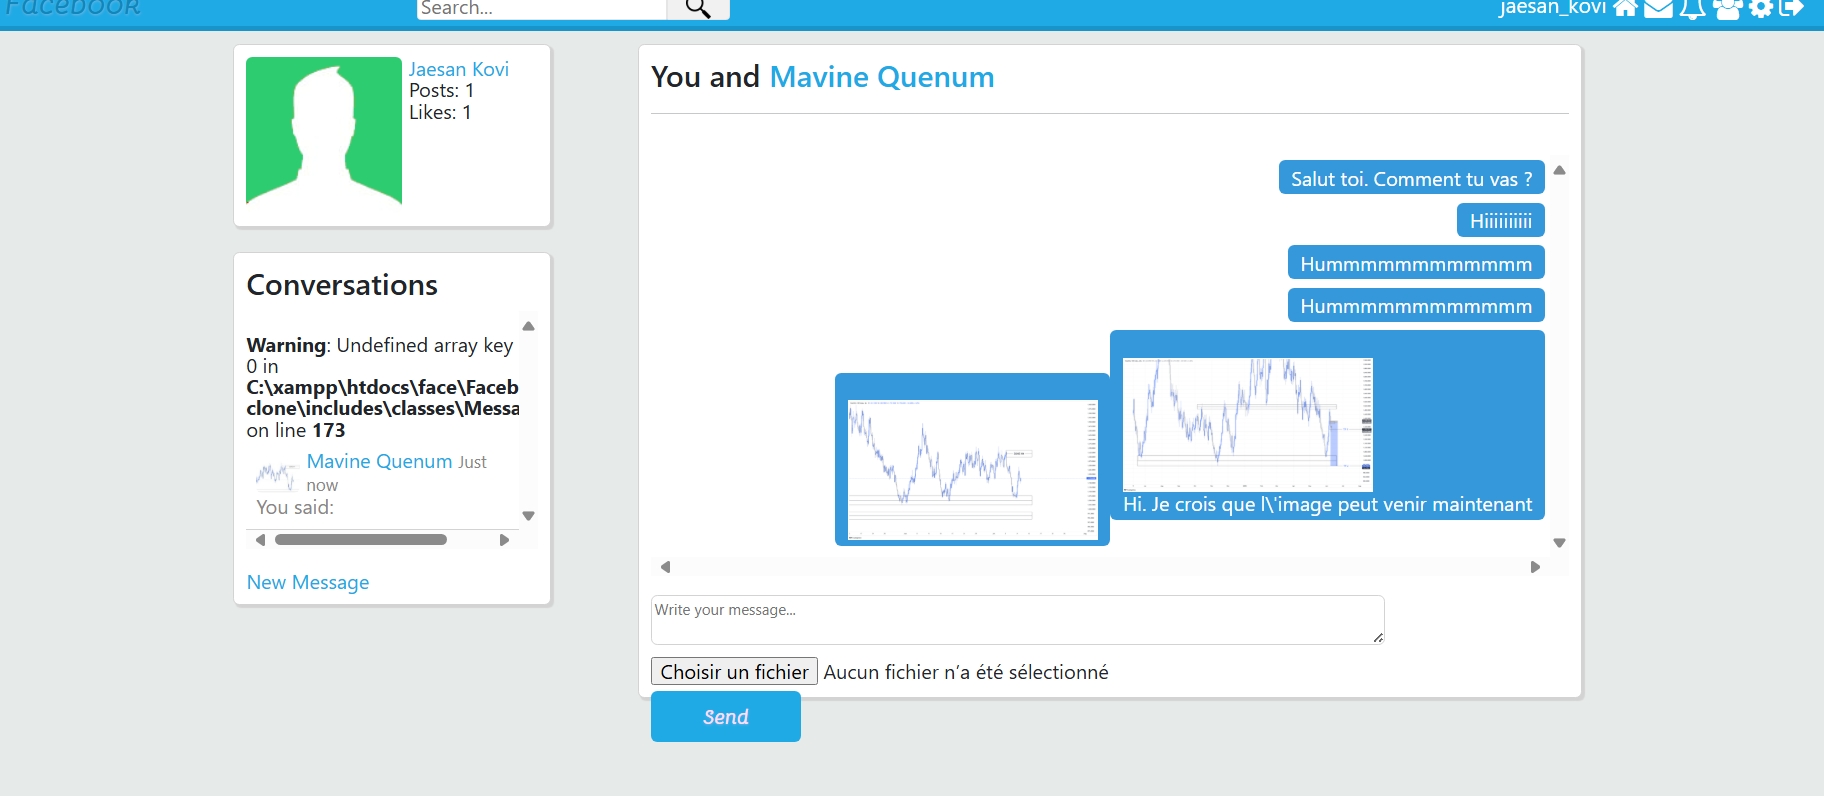 Facebook
Search...
jaesan_kovi
Jaesan Kovi
Posts: 1
Likes: 1
Conversations
Warning: Undefined array key
0 in
C:\xampp\htdocs\face\Faceb
clone\includes\classes\Messa
on line 173
Mavine Quenum Just
now
You said:
New Message
You and Mavine Quenum
Salut toi. Comment tu vas ?
Hiiiiiiiiii
Hummmmmmmmmmmm
Hummmmmmmmmmmm
Hi. Je crois que l\'image peut venir maintenant
Write your message...
Choisir un fichier Aucun fichier n’a été sélectionné
Send